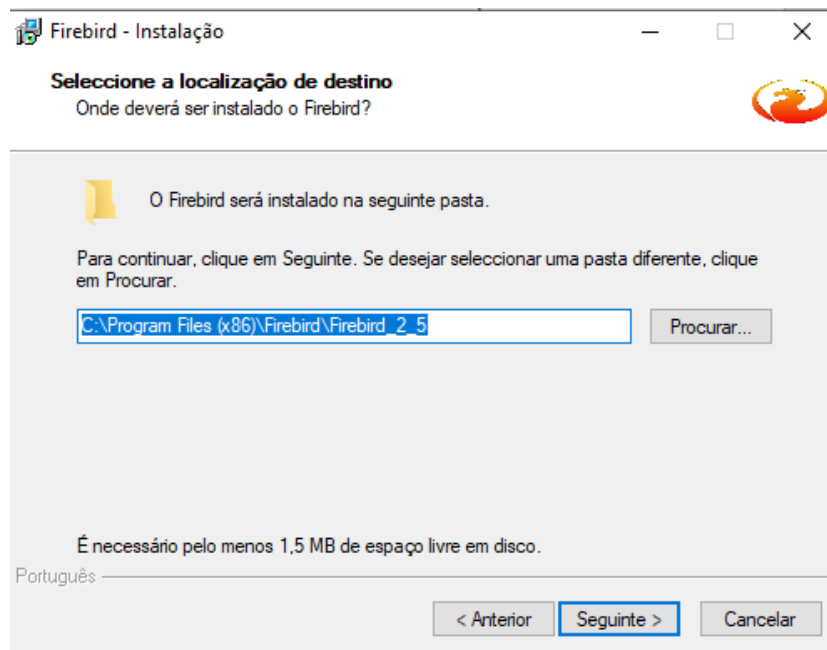 Firebird - Instalação
Seleccione a localização de destino
Onde deverá ser instalado o Firebird?
O Firebird será instalado na seguinte pasta.
Para continuar, clique em Seguinte. Se desejar seleccionar uma pasta diferente, clique
em Procurar.
C:\Program Files (x86)\Firebird\Firebird_2_5
Procurar...
É necessário pelo menos 1,5 MB de espaço livre em disco.
Português
< Anterior
Seguinte >
Cancelar